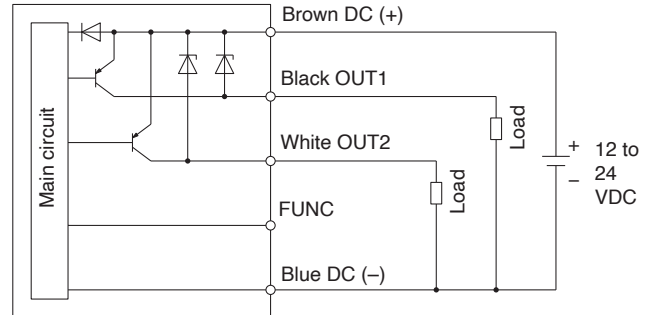 Brown DC (+)
Black OUT1
White OUT2
FUNC
Blue DC (–)
Main circuit
Load
Load
+
–
12 to
24
VDC